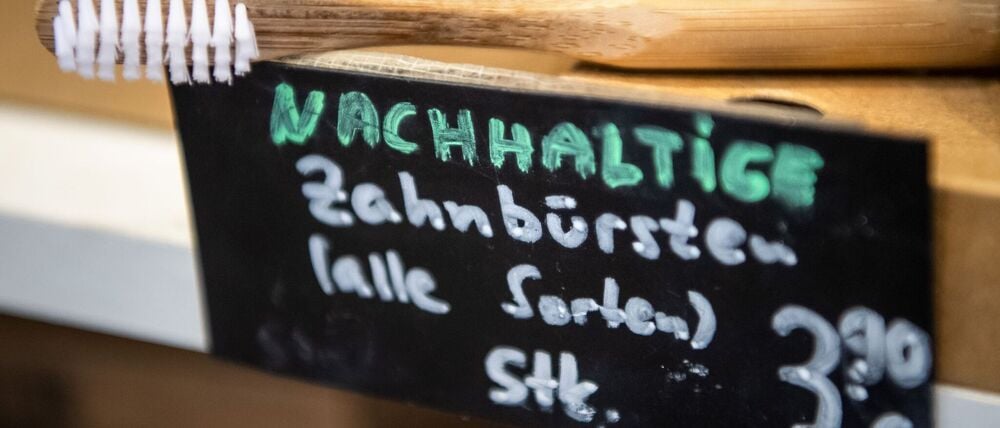 NACHHALTIGE
Zahnbürsten
(alle Sorten)
Stk. 3,90